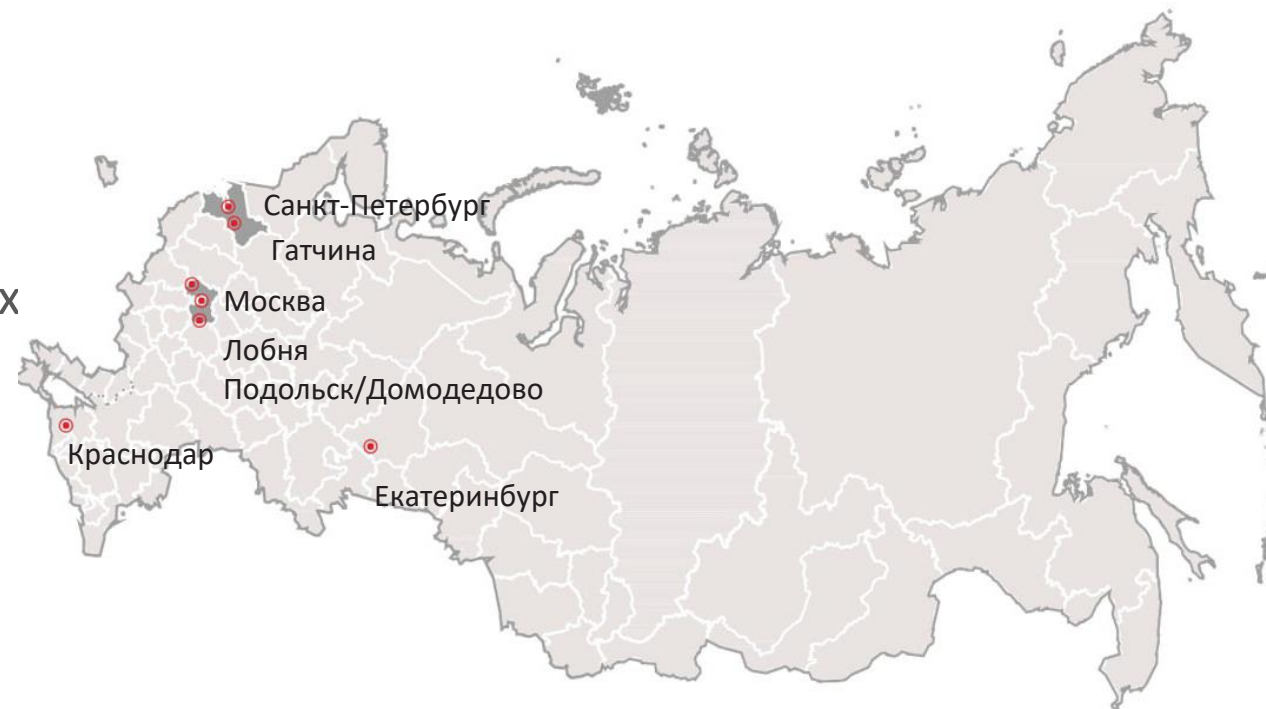 Санкт-Петербург
Гатчина
х
Москва
Лобня
Подольск/Домодедово
Краснодар
Екатеринбург